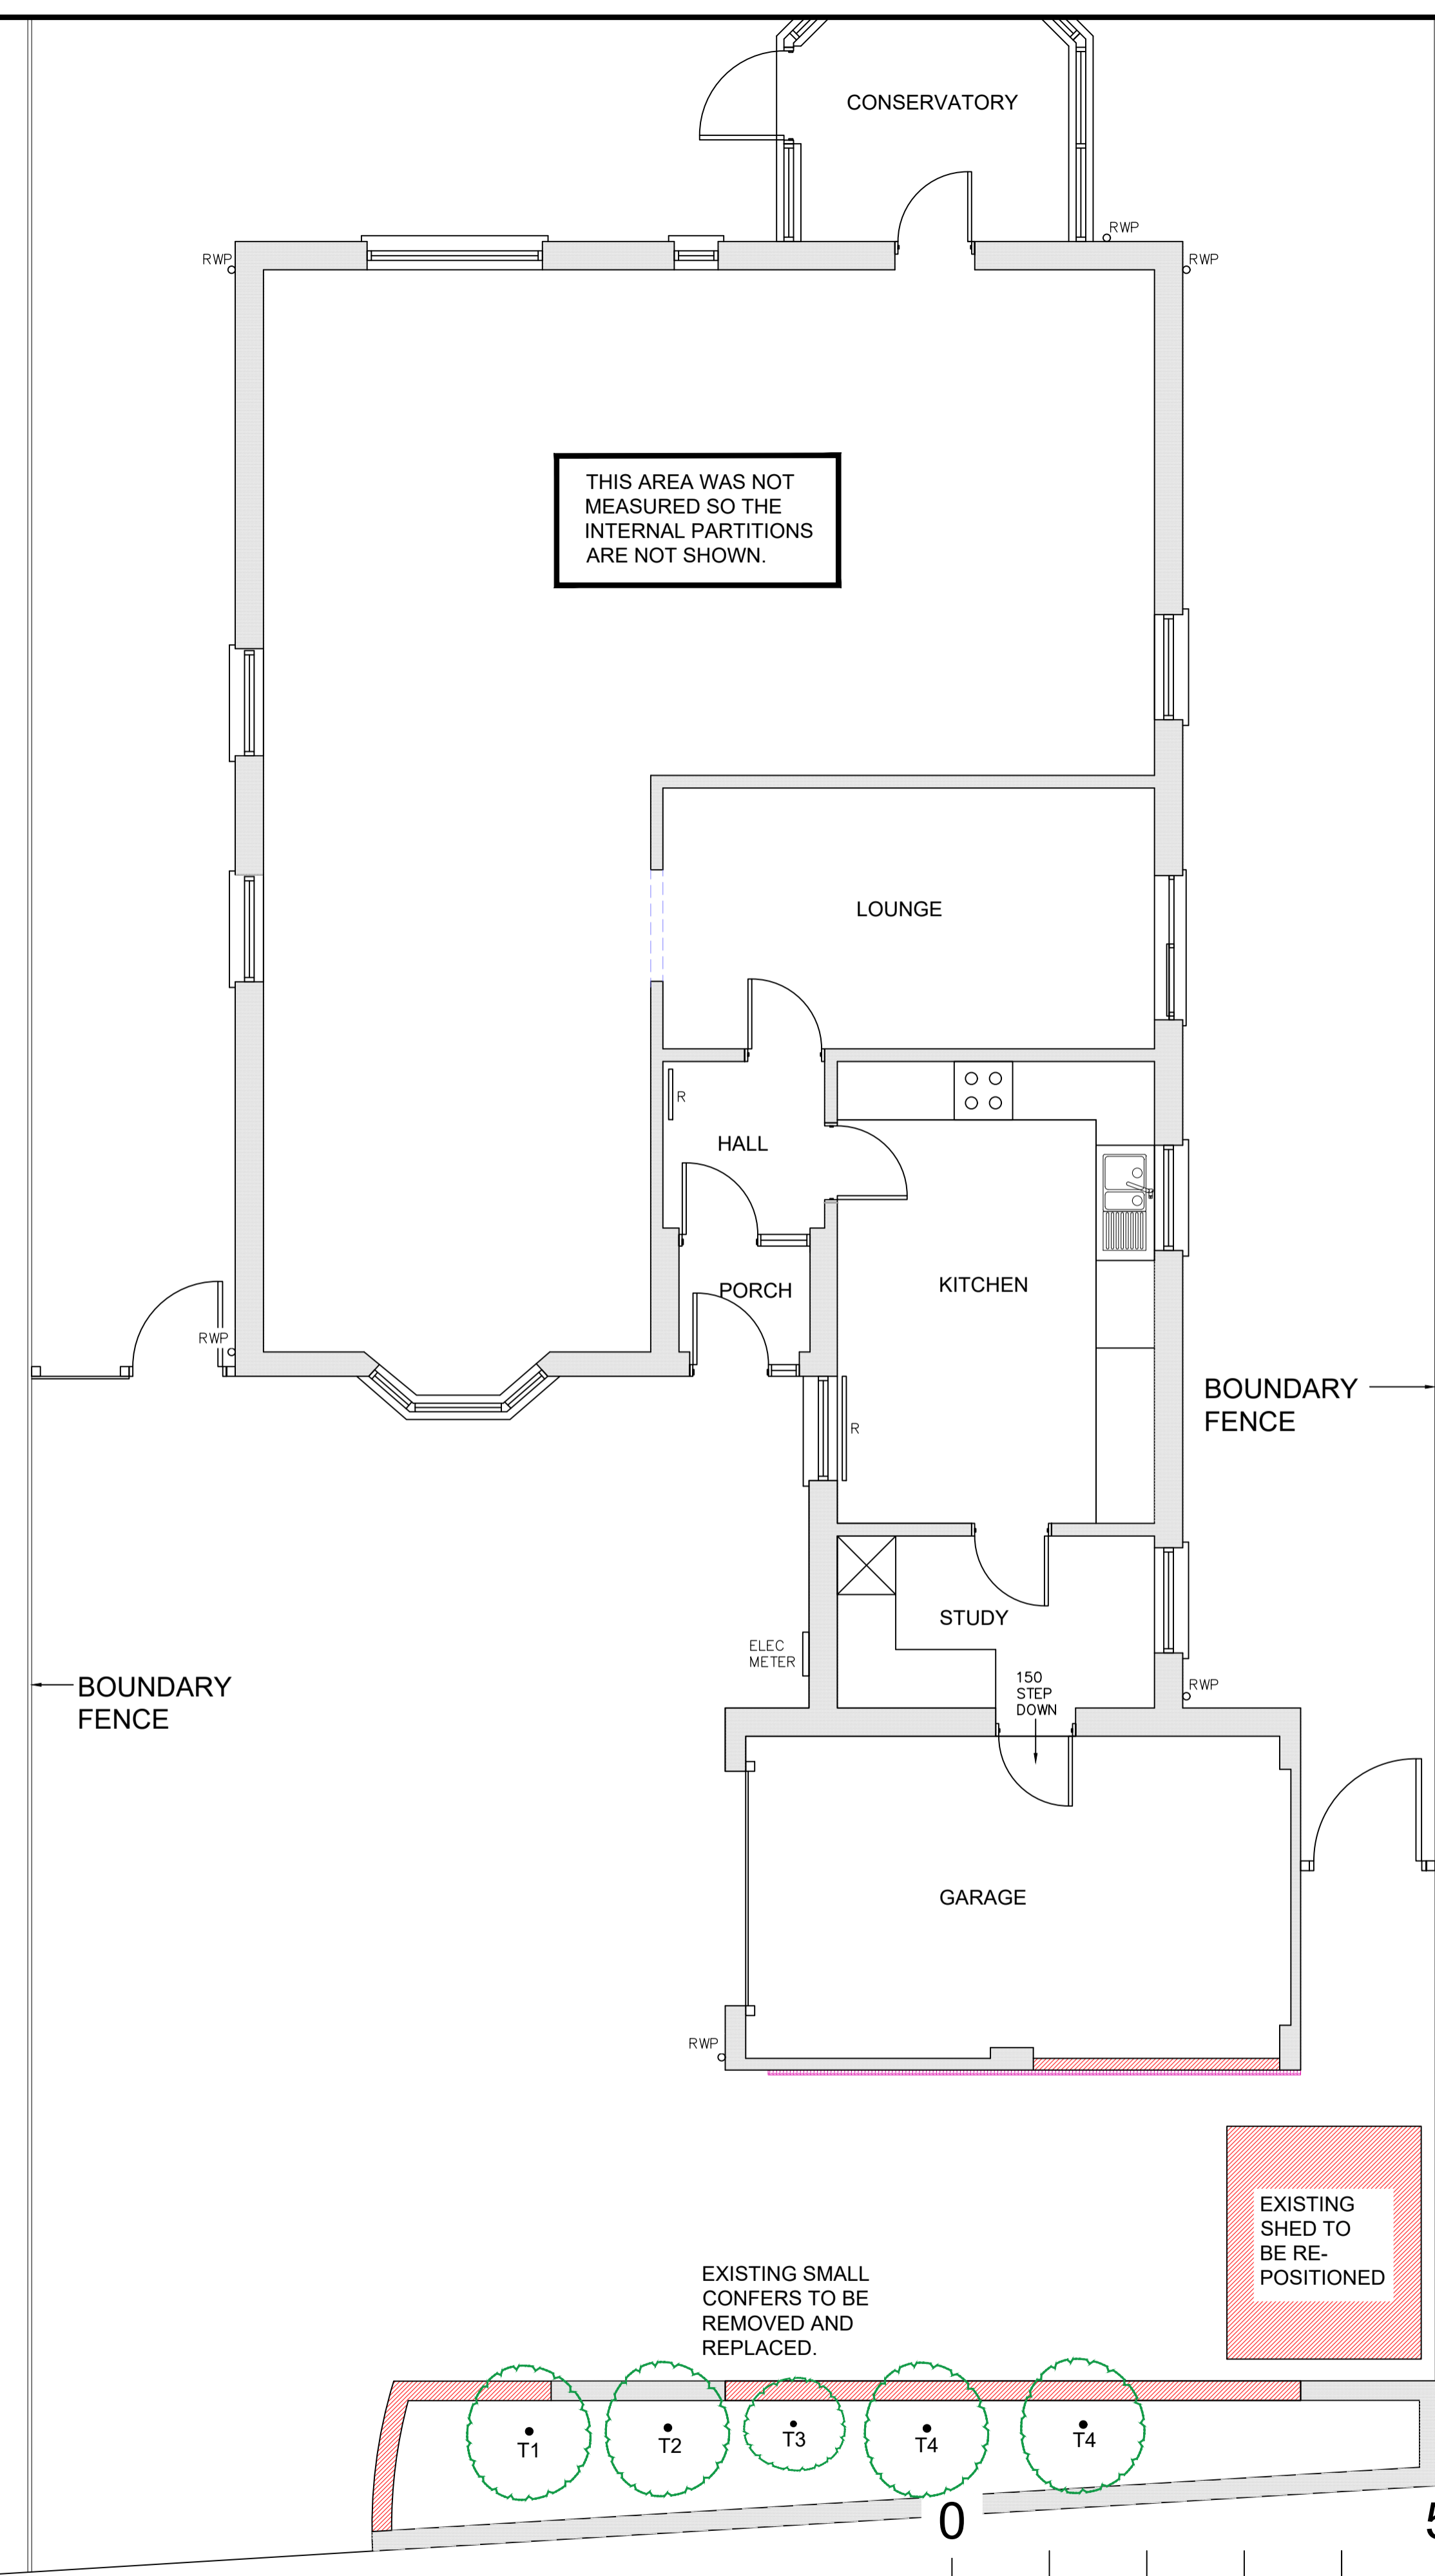 CONSERVATORY
RWP
RWP
RWP
THIS AREA WAS NOT
MEASURED SO THE
INTERNAL PARTITIONS
ARE NOT SHOWN.
LOUNGE
R
HALL
KITCHEN
PORCH
RWP
BOUNDARY
FENCE
R
STUDY
ELEC
METER
150
STEP
DOWN
RWP
BOUNDARY
FENCE
GARAGE
RWP
EXISTING
SHED TO
BE RE-
POSITIONED
EXISTING SMALL
CONFERS TO BE
REMOVED AND
REPLACED.
T1
T2
T3
T4
T4
0
5